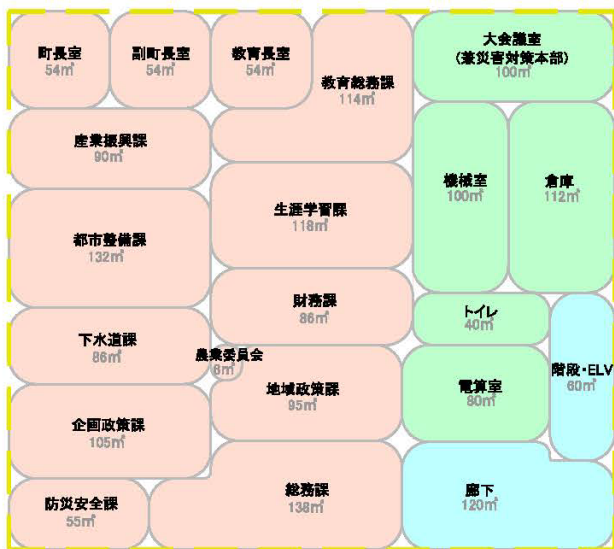 町長室
54㎡
副町長室
54㎡
教育長室
54㎡
教育総務課
114㎡
大会議室
(兼災害対策本部)
100㎡
産業振興課
90㎡
機械室
100㎡
倉庫
112㎡
生涯学習課
118㎡
都市整備課
132㎡
財務課
86㎡
トイレ
40㎡
下水道課
86㎡
農業委員会
8㎡
階段・ELV
60㎡
地域政策課
95㎡
電算室
80㎡
企画政策課
105㎡
防災安全課
55㎡
総務課
138㎡
廊下
120㎡